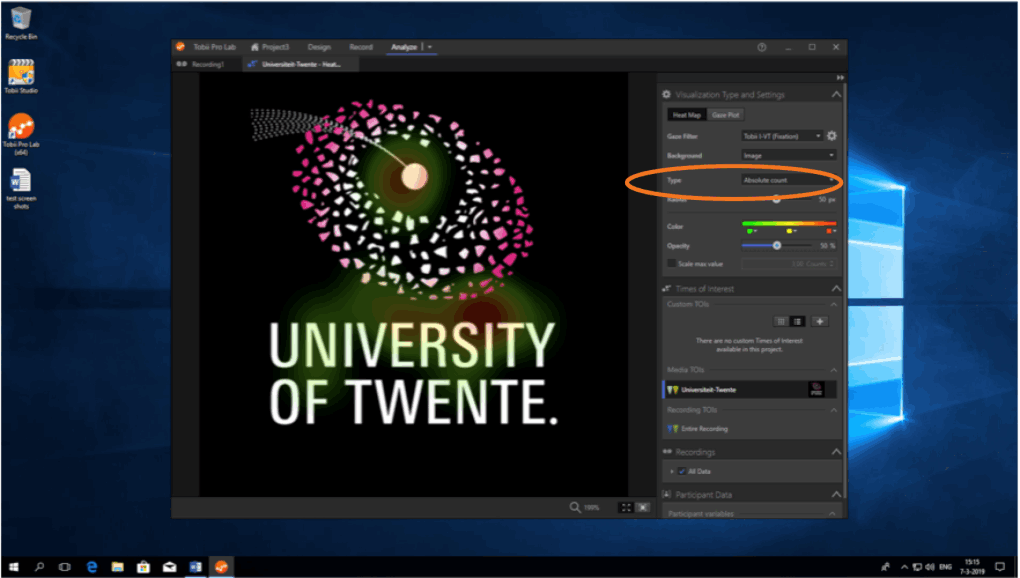 Recycle Bin
Tobii Studio
Tobii Pro Lab
(x64)
test screen
shots
Tobii Pro Lab
Project3
Design
Record
Analyze
Recording1
Universiteit-Twente - Heat...
Visualization Type and Settings
Heat Map
Gaze Plot
Gaze Filter
Tobii I-VT (Fixation)
Background
Image
Type
Absolute count
Radius
50 px
Color
Opacity
50 %
Scale max value
Counts
Times of Interest
Custom TOIs
There are no custom Times of Interest
available in this project.
Media TOIs
Universiteit-Twente
Recording TOIs
Entire Recording
Recordings
All Data
Participant Data
Participant variables
UNIVERSITY
OF TWENTE.
199%
ENG
15:15
7-3-2019